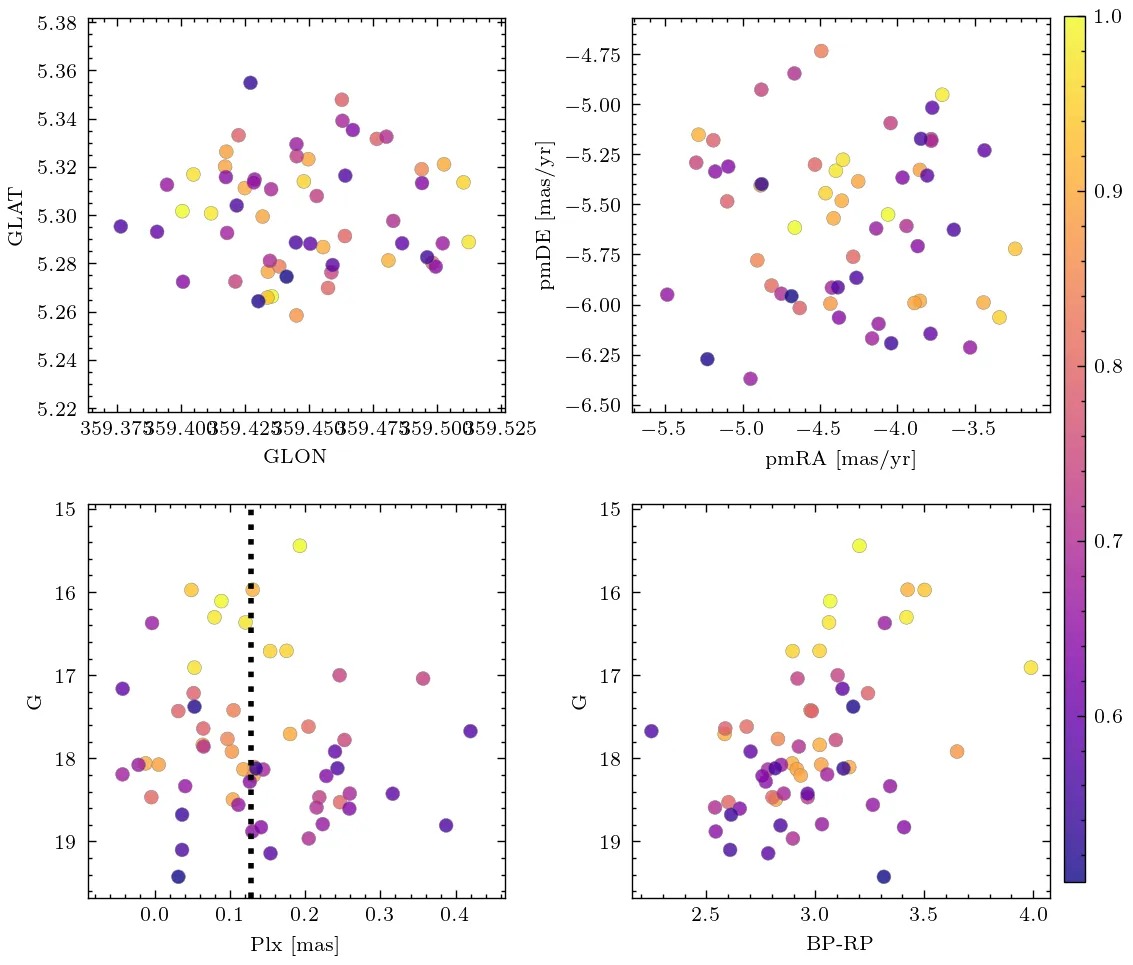 5.38
5.36
5.34
5.32
5.30
5.28
5.26
5.24
5.22
GLAT
359.375 359.400 359.425 359.450 359.475 359.500 359.525
GLON
−4.75
−5.00
−5.25
−5.50
−5.75
−6.00
−6.25
−6.50
pmDE [mas/yr]
−5.5 −5.0 −4.5 −4.0 −3.5
pmRA [mas/yr]
1.0
0.9
0.8
0.7
0.6
15
16
17
18
19
G
0.0 0.1 0.2 0.3 0.4
Plx [mas]
15
16
17
18
19
G
2.5 3.0 3.5 4.0
BP-RP